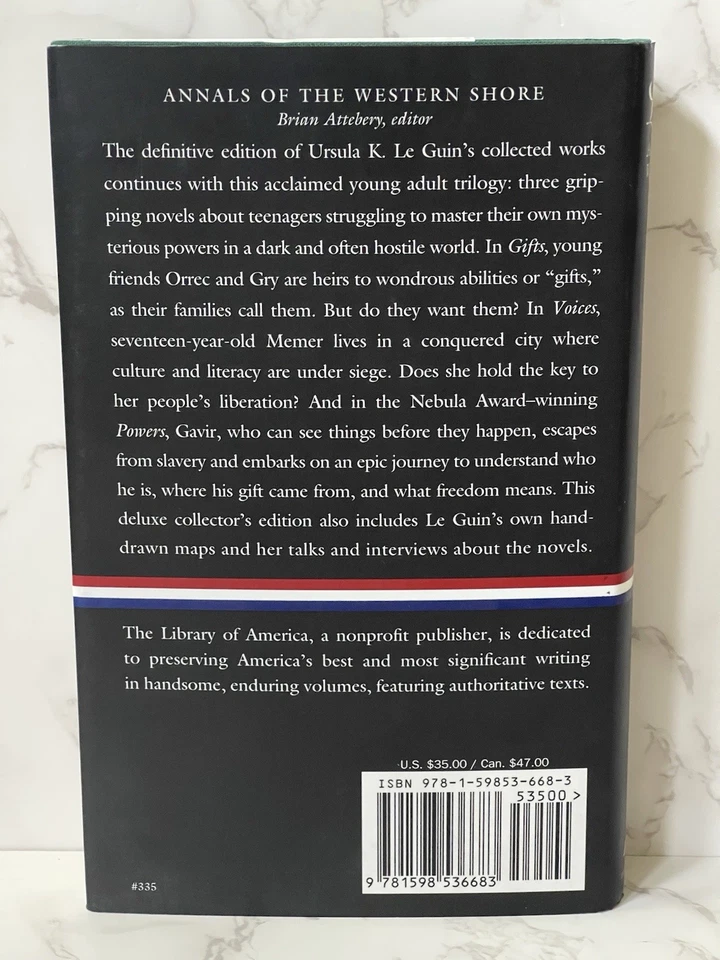 ANNALS OF THE WESTERN SHORE
Brian Attebery, editor
The definitive edition of Ursula K. Le Guin's collected works
continues with this acclaimed young adult trilogy: three grip-
ping novels about teenagers struggling to master their own mys-
terious powers in a dark and often hostile world. In Gifts, young
friends Orrec and Gry are heirs to wondrous abilities or “gifts,”
as their families call them. But do they want them? In Voices,
seventeen-year-old Memer lives in a conquered city where
culture and literacy are under siege. Does she hold the key to
her people's liberation? And in the Nebula Award–winning
Powers, Gavir, who can see things before they happen, escapes
from slavery and embarks on an epic journey to understand who
he is, where his gift came from, and what freedom means. This
deluxe collector's edition also includes Le Guin's own hand-
drawn maps and her talks and interviews about the novels.
The Library of America, a nonprofit publisher, is dedicated
to preserving America's best and most significant writing
in handsome, enduring volumes, featuring authoritative texts.
U.S. $35.00 / Can. $47.00
ISBN 978-1-59853-668-3
53500 >
9 781598 536683
#335